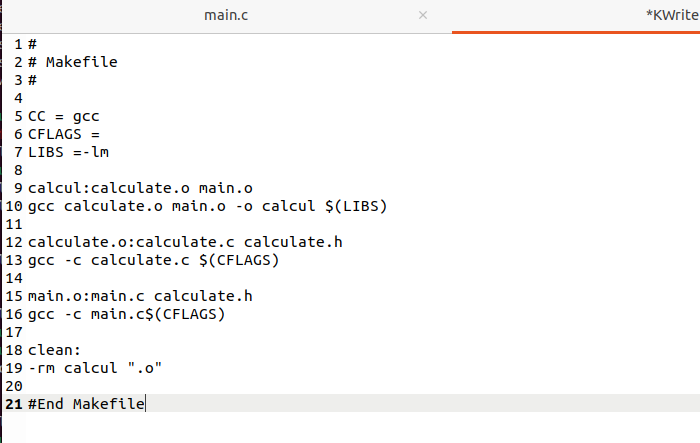 main.c × *KWrite
1 #
2 # Makefile
3 #
4
5 CC = gcc
6 CFLAGS =
7 LIBS =-lm
8
9 calcul:calculate.o main.o
10 gcc calculate.o main.o -o calcul $(LIBS)
11
12 calculate.o:calculate.c calculate.h
13 gcc -c calculate.c $(CFLAGS)
14
15 main.o:main.c calculate.h
16 gcc -c main.c$(CFLAGS)
17
18 clean:
19 -rm calcul ".o"
20
21 #End Makefile